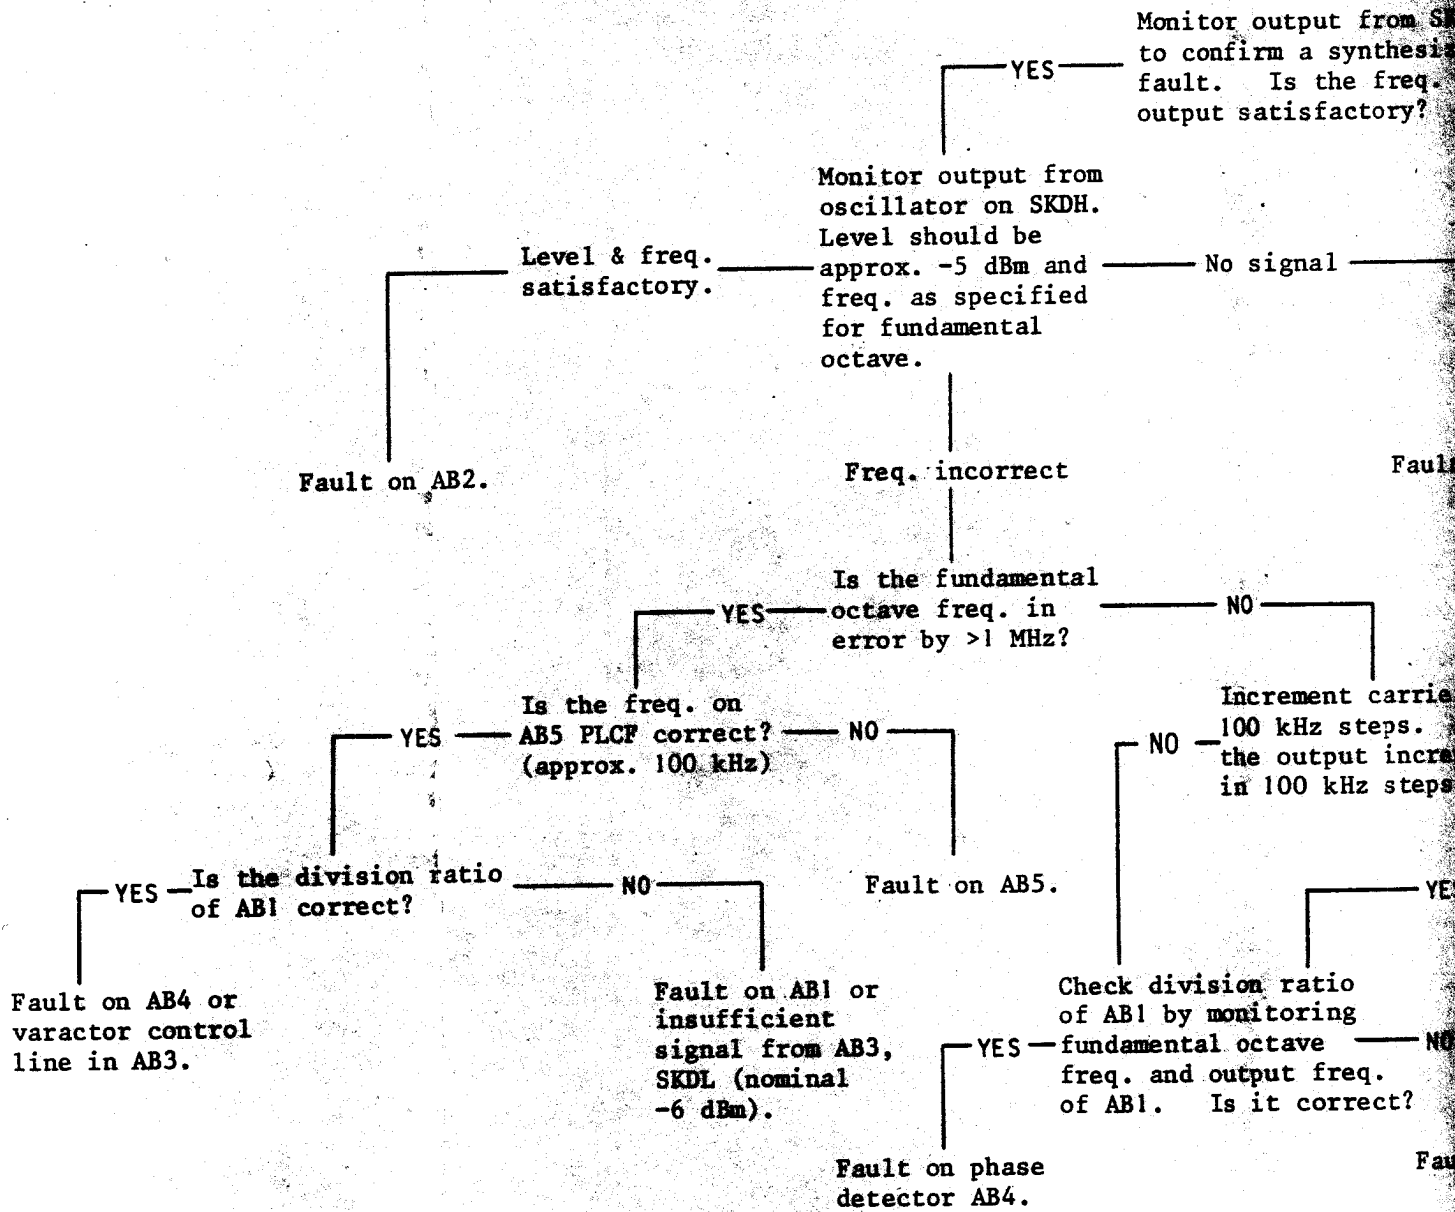 Monitor output from
to confirm a synthesis
fault. Is the freq.
output satisfactory?
YES
Monitor output from
oscillator on SKDH.
Level should be
approx. -5 dBm and
freq. as specified
for fundamental
octave.
Level & freq.
satisfactory.
No signal
Fault on AB2.
Freq. incorrect
Fault
Is the fundamental
octave freq. in
error by >1 MHz?
YES
NO
Is the freq. on
AB5 PLCF correct?
(approx. 100 kHz)
YES
NO
Increment carrie
100 kHz steps.
the output incre
in 100 kHz steps
NO
Is the division ratio
of AB1 correct?
YES
NO
Fault on AB5.
YES
Fault on AB4 or
varactor control
line in AB3.
Fault on AB1 or
insufficient
signal from AB3,
SKDL (nominal
-6 dBm).
Check division ratio
of AB1 by monitoring
fundamental octave
freq. and output freq.
of AB1. Is it correct?
YES
NO
Fault on phase
detector AB4.
Fau